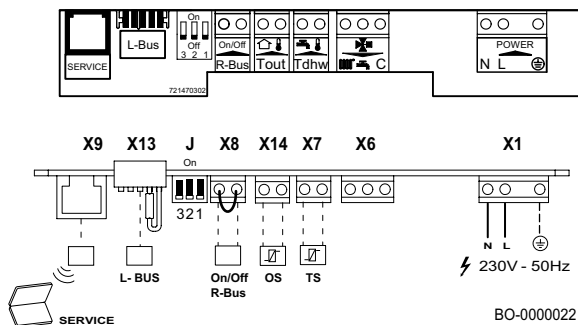 On
Off
3 2 1
SERVICE
L-Bus
On/Off
R-Bus
Tout
Tdhw
C
POWER
N L
721470302
X9 X13 J X8 X14 X7 X6 X1
On
321
N L
L- BUS
On/Off
R-Bus
OS
TS
230V - 50Hz
SERVICE
BO-0000022